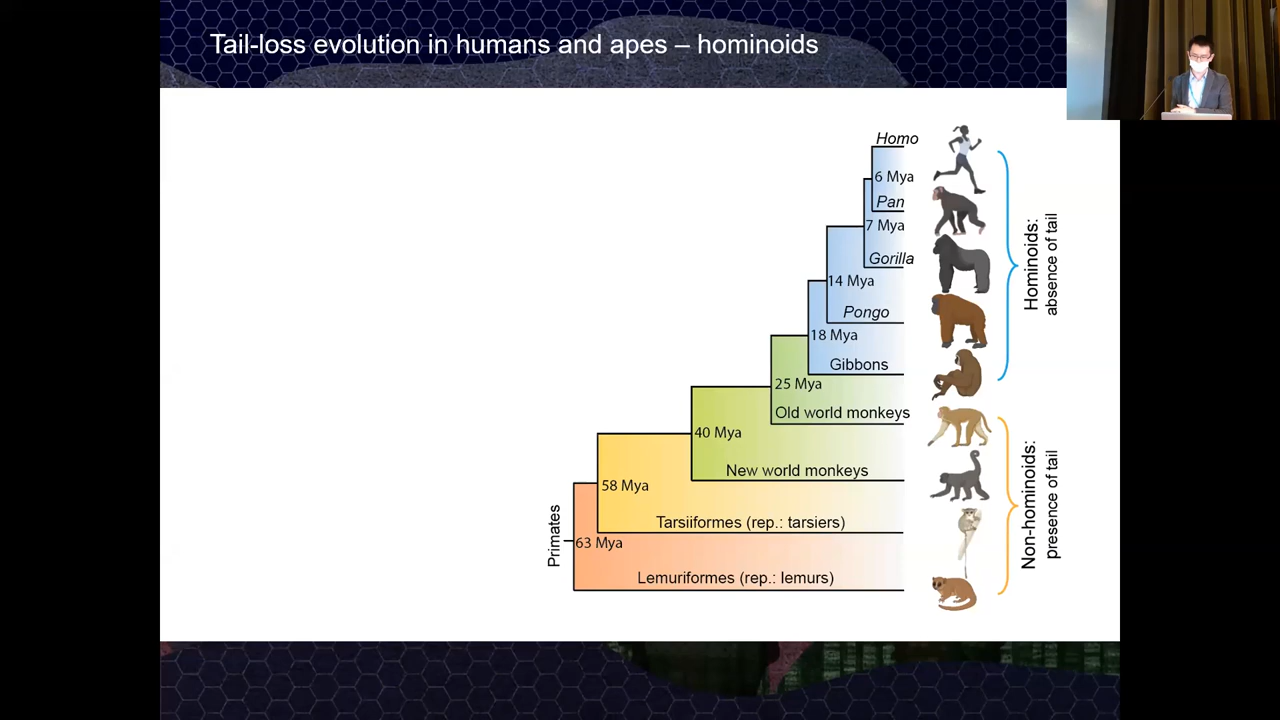 Tail-loss evolution in humans and apes – hominoids
Homo
6 Mya
Pan
7 Mya
Gorilla
14 Mya
Pongo
18 Mya
Gibbons
25 Mya
Old world monkeys
40 Mya
New world monkeys
58 Mya
Tarsiiformes (rep.: tarsiers)
63 Mya
Lemuriformes (rep.: lemurs)
Primates
Hominoids:
absence of tail
Non-hominoids:
presence of tail